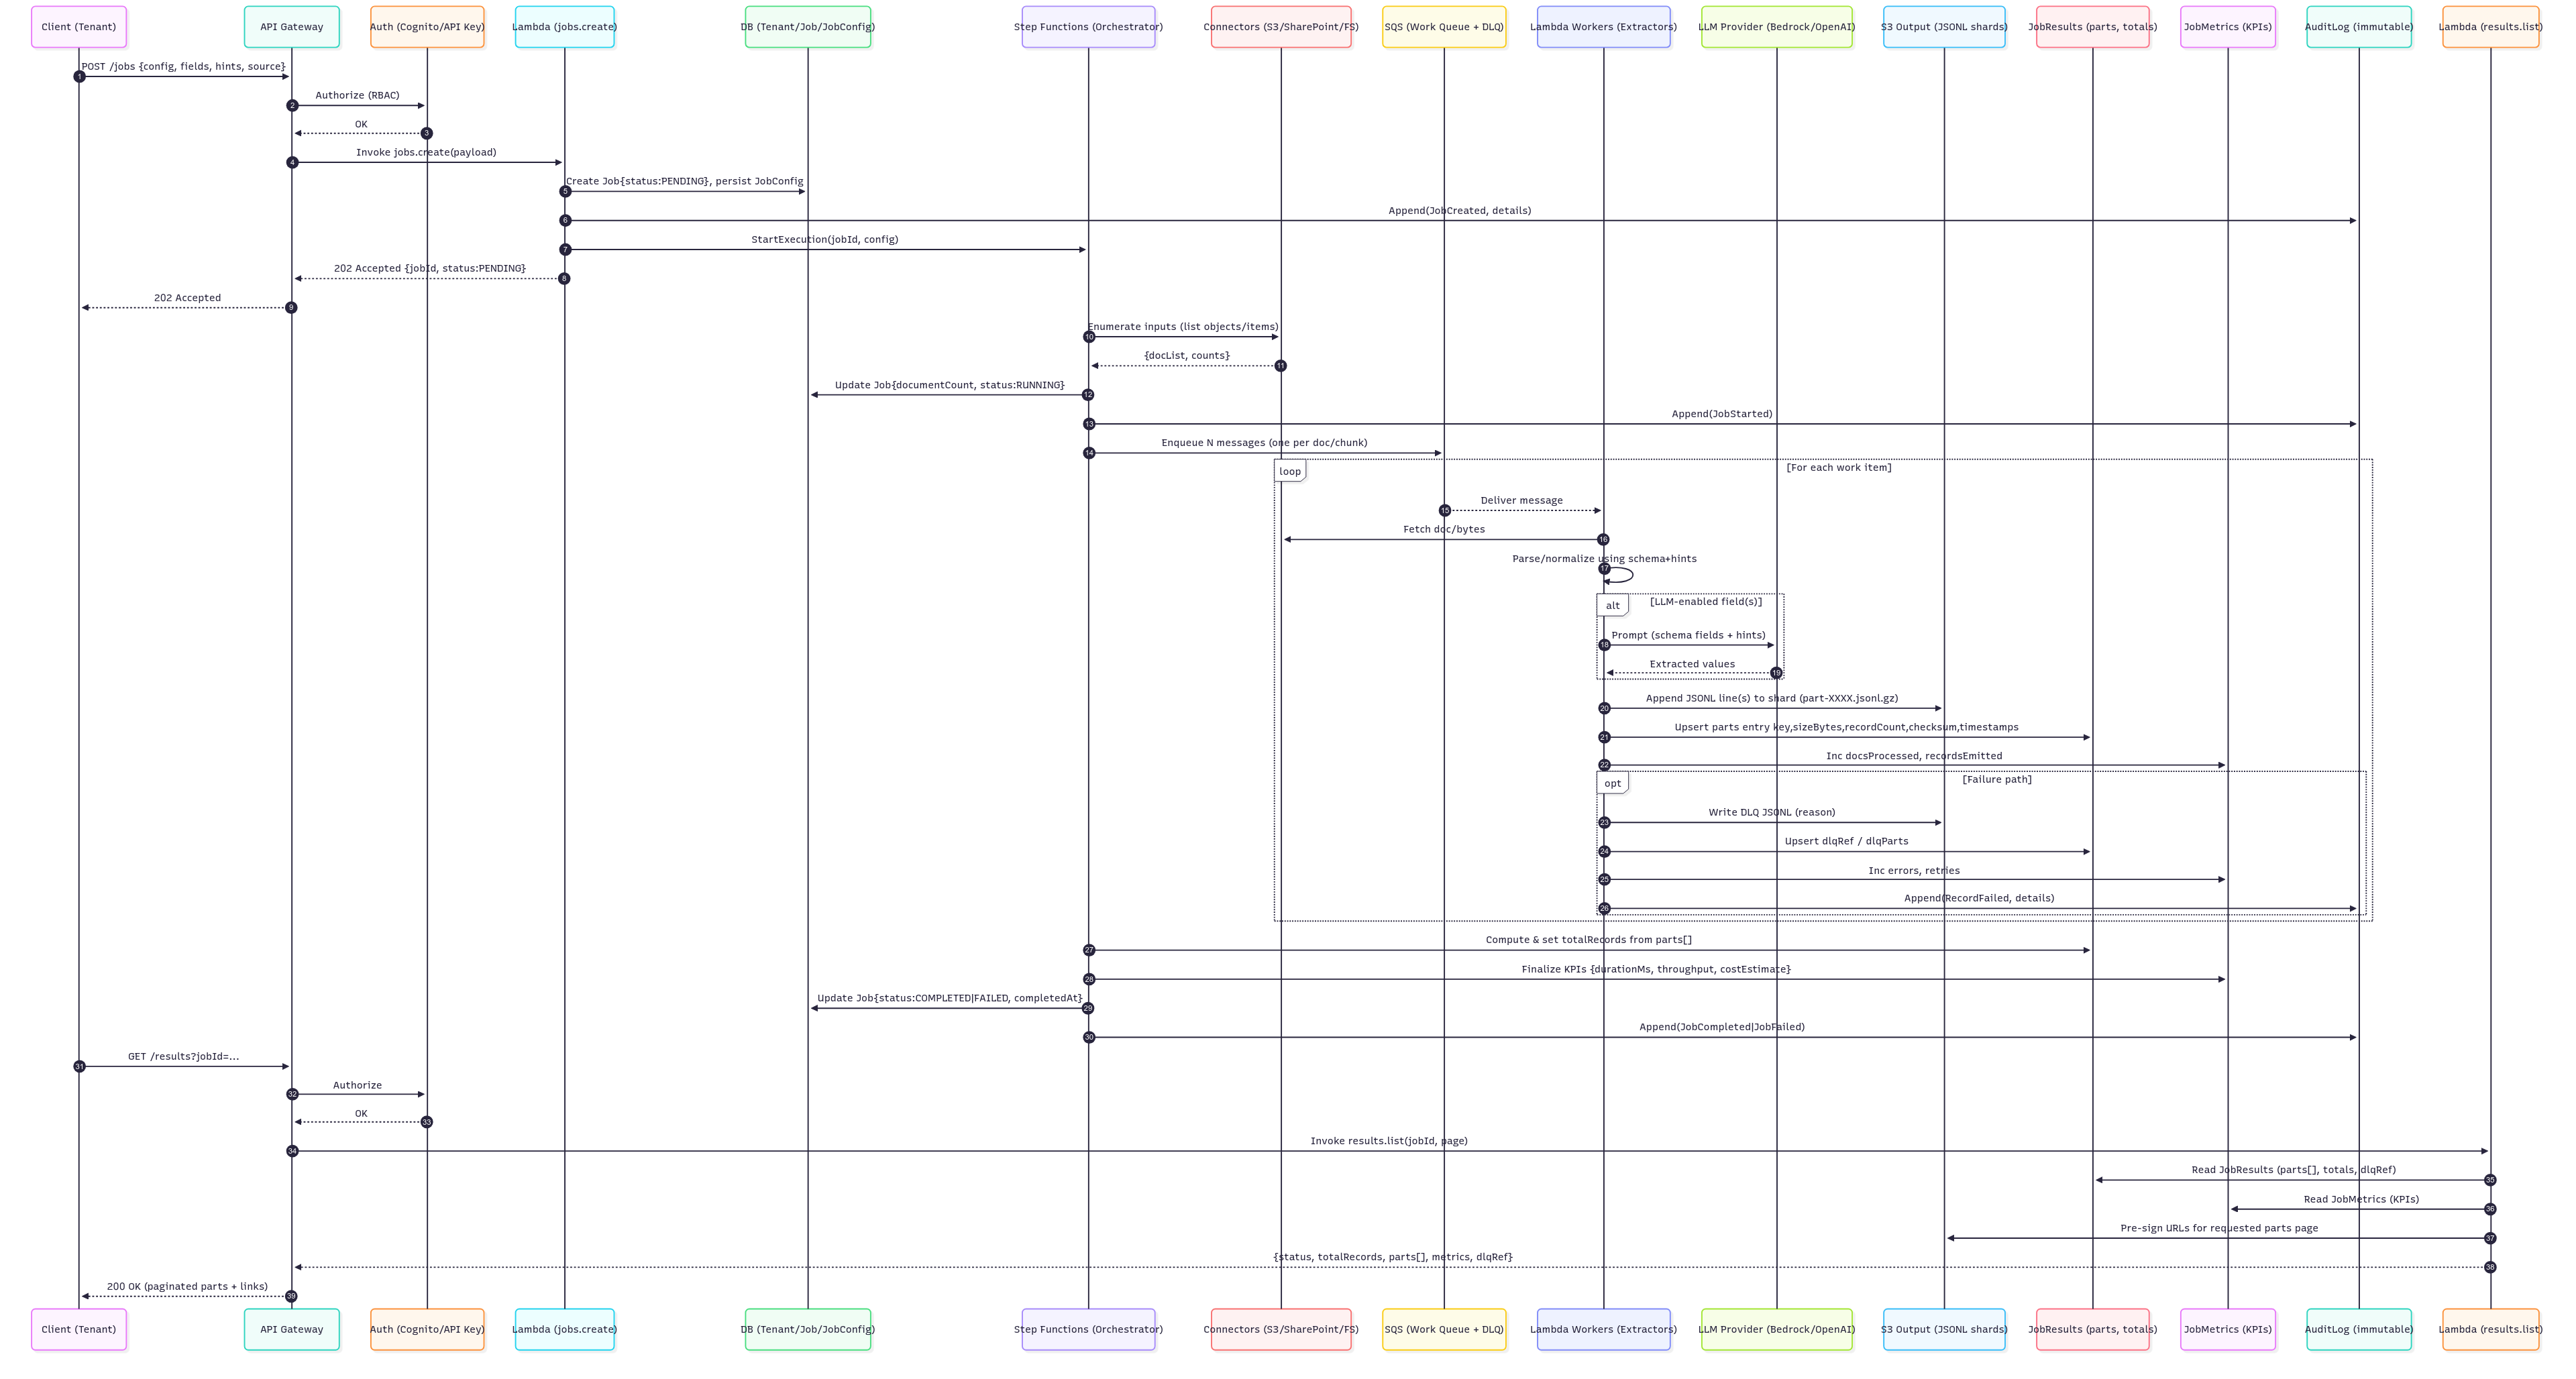 Client (Tenant)
API Gateway
Auth (Cognito/API Key)
Lambda (jobs.create)
DB (Tenant/Job/JobConfig)
Step Functions (Orchestrator)
Connectors (S3/SharePoint/FS)
SQS (Work Queue + DLQ)
Lambda Workers (Extractors)
LLM Provider (Bedrock/OpenAI)
S3 Output (JSONL shards)
JobResults (parts, totals)
JobMetrics (KPIs)
AuditLog (immutable)
Lambda (results.list)
POST /jobs {config, fields, hints, source}
1
Authorize (RBAC)
2
OK
3
Invoke jobs.create(payload)
4
Create Job{status:PENDING}, persist JobConfig
5
Append(JobCreated, details)
6
StartExecution(jobId, config)
7
202 Accepted {jobId, status:PENDING}
8
202 Accepted
9
Enumerate inputs (list objects/items)
10
{docList, counts}
11
Update Job{documentCount, status:RUNNING}
12
Append(JobStarted)
13
Enqueue N messages (one per doc/chunk)
14
loop
[For each work item]
Deliver message
15
Fetch doc/bytes
16
Parse/normalize using schema+hints
17
alt
[LLM-enabled field(s)]
Prompt (schema fields + hints)
18
Extracted values
19
Append JSONL line(s) to shard (part-XXXX.jsonl.gz)
20
Upsert parts entry key,sizeBytes,recordCount,checksum,timestamps
21
Inc docsProcessed, recordsEmitted
22
opt
[Failure path]
Write DLQ JSONL (reason)
23
Upsert dlqRef / dlqParts
24
Inc errors, retries
25
Append(RecordFailed, details)
26
Compute & set totalRecords from parts[]
27
Finalize KPIs {durationMs, throughput, costEstimate}
28
Update Job{status:COMPLETED|FAILED, completedAt}
29
Append(JobCompleted|JobFailed)
30
GET /results?jobId=...
31
Authorize
32
OK
33
Invoke results.list(jobId, page)
34
Read JobResults (parts[], totals, dlqRef)
35
Read JobMetrics (KPIs)
36
Pre-sign URLs for requested parts page
37
{status, totalRecords, parts[], metrics, dlqRef}
38
200 OK (paginated parts + links)
39
Client (Tenant)
API Gateway
Auth (Cognito/API Key)
Lambda (jobs.create)
DB (Tenant/Job/JobConfig)
Step Functions (Orchestrator)
Connectors (S3/SharePoint/FS)
SQS (Work Queue + DLQ)
Lambda Workers (Extractors)
LLM Provider (Bedrock/OpenAI)
S3 Output (JSONL shards)
JobResults (parts, totals)
JobMetrics (KPIs)
AuditLog (immutable)
Lambda (results.list)